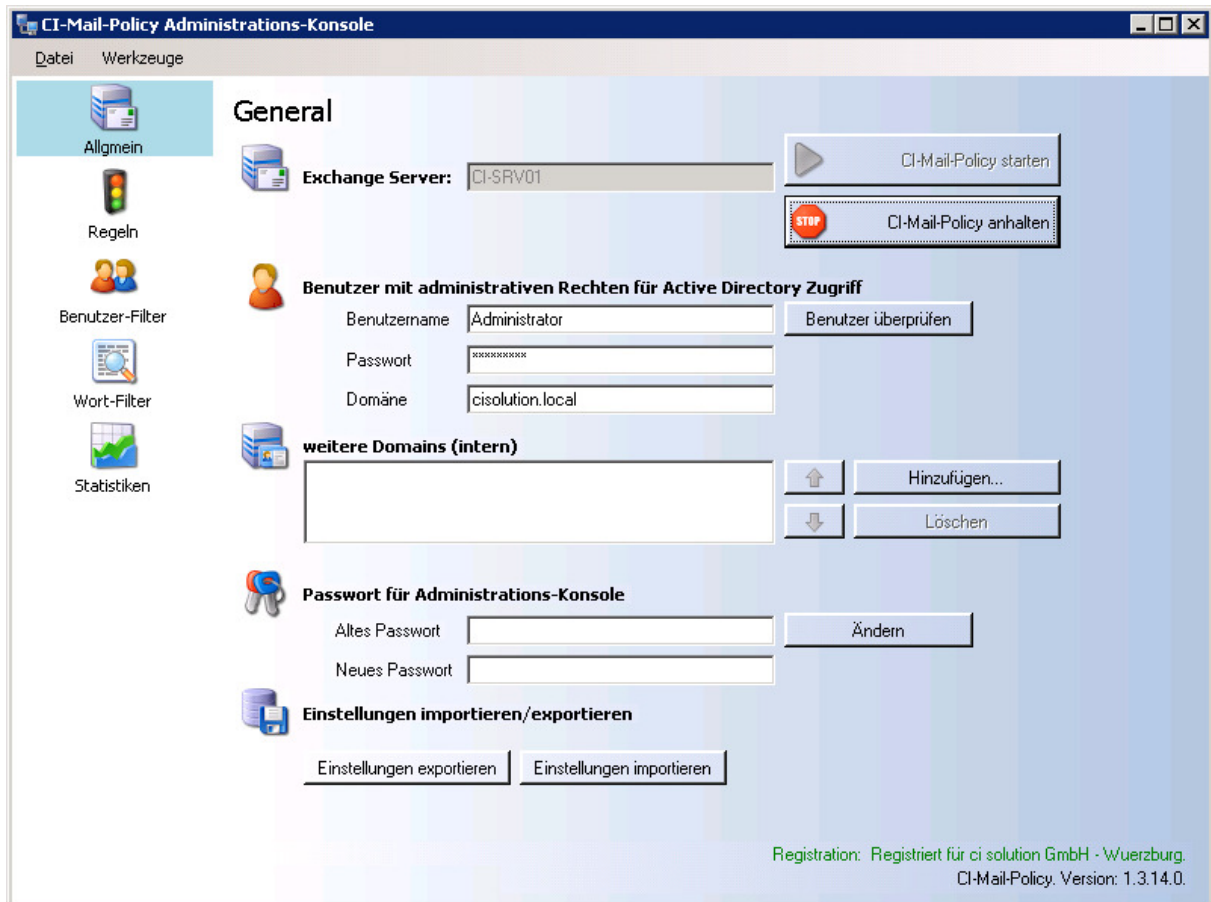 CI-Mail-Policy Administrations-Konsole
Datei Werkzeuge
Allgmein
Regeln
Benutzer-Filter
Wort-Filter
Statistiken
General
Exchange Server: CI-SRV01
CI-Mail-Policy starten
STOP CI-Mail-Policy anhalten
Benutzer mit administrativen Rechten für Active Directory Zugriff
Benutzername Administrator Benutzer überprüfen
Passwort *********
Domäne cisolution.local
weitere Domains (intern)
Hinzufügen...
Löschen
Passwort für Administrations-Konsole
Altes Passwort Ändern
Neues Passwort
Einstellungen importieren/exportieren
Einstellungen exportieren Einstellungen importieren
Registration: Registriert für ci solution GmbH - Wuerzburg.
CI-Mail-Policy. Version: 1.3.14.0.